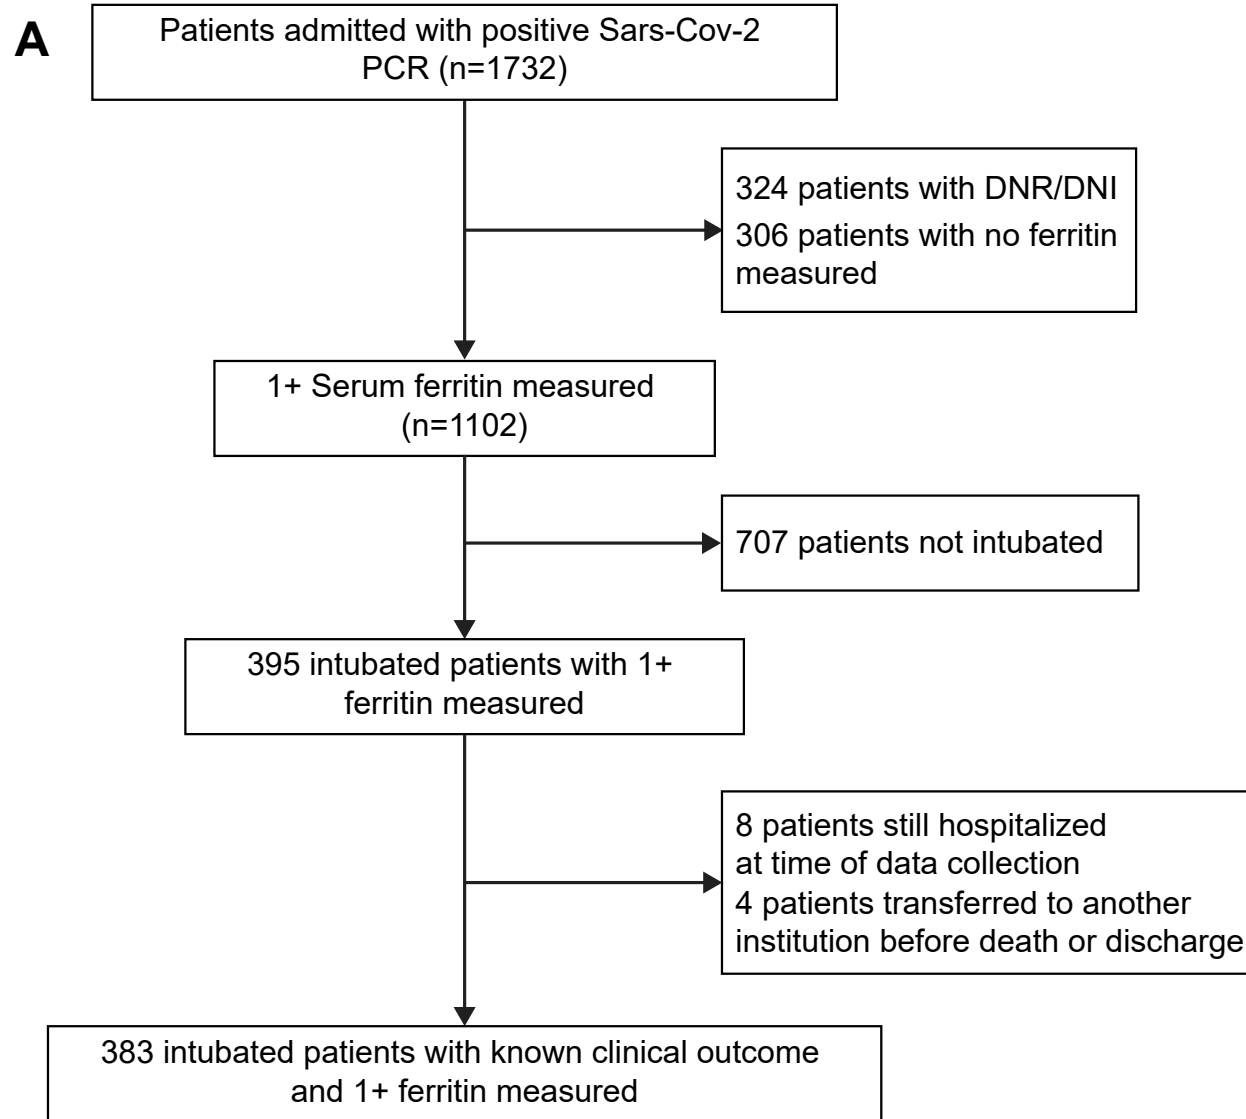 A
Patients admitted with positive Sars-Cov-2
PCR (n=1732)
324 patients with DNR/DNI
306 patients with no ferritin
measured
1+ Serum ferritin measured
(n=1102)
707 patients not intubated
395 intubated patients with 1+
ferritin measured
8 patients still hospitalized
at time of data collection
4 patients transferred to another
institution before death or discharge
383 intubated patients with known clinical outcome
and 1+ ferritin measured